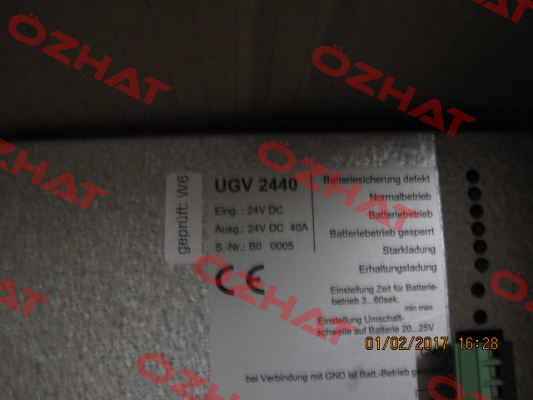 ÖZHAT
geprüft: W6
UGV 2440
Eing.: 24V DC
Ausg.: 24V DC 40A
S.-Nr.: B0 0005
CE
Batteriesicherung defekt
Normalbetrieb
Batteriebetrieb
Batteriebetrieb gesperrt
Starkladung
Erhaltungsladung
Einstellung Zeit für Batterie-
betrieb 3...60sek.
min max
Einstellung Umschalt-
schwelle auf Batterie 20...25V
bei Verbindung mit GND ist Batt.-Betrieb
01/02/2017 16:28